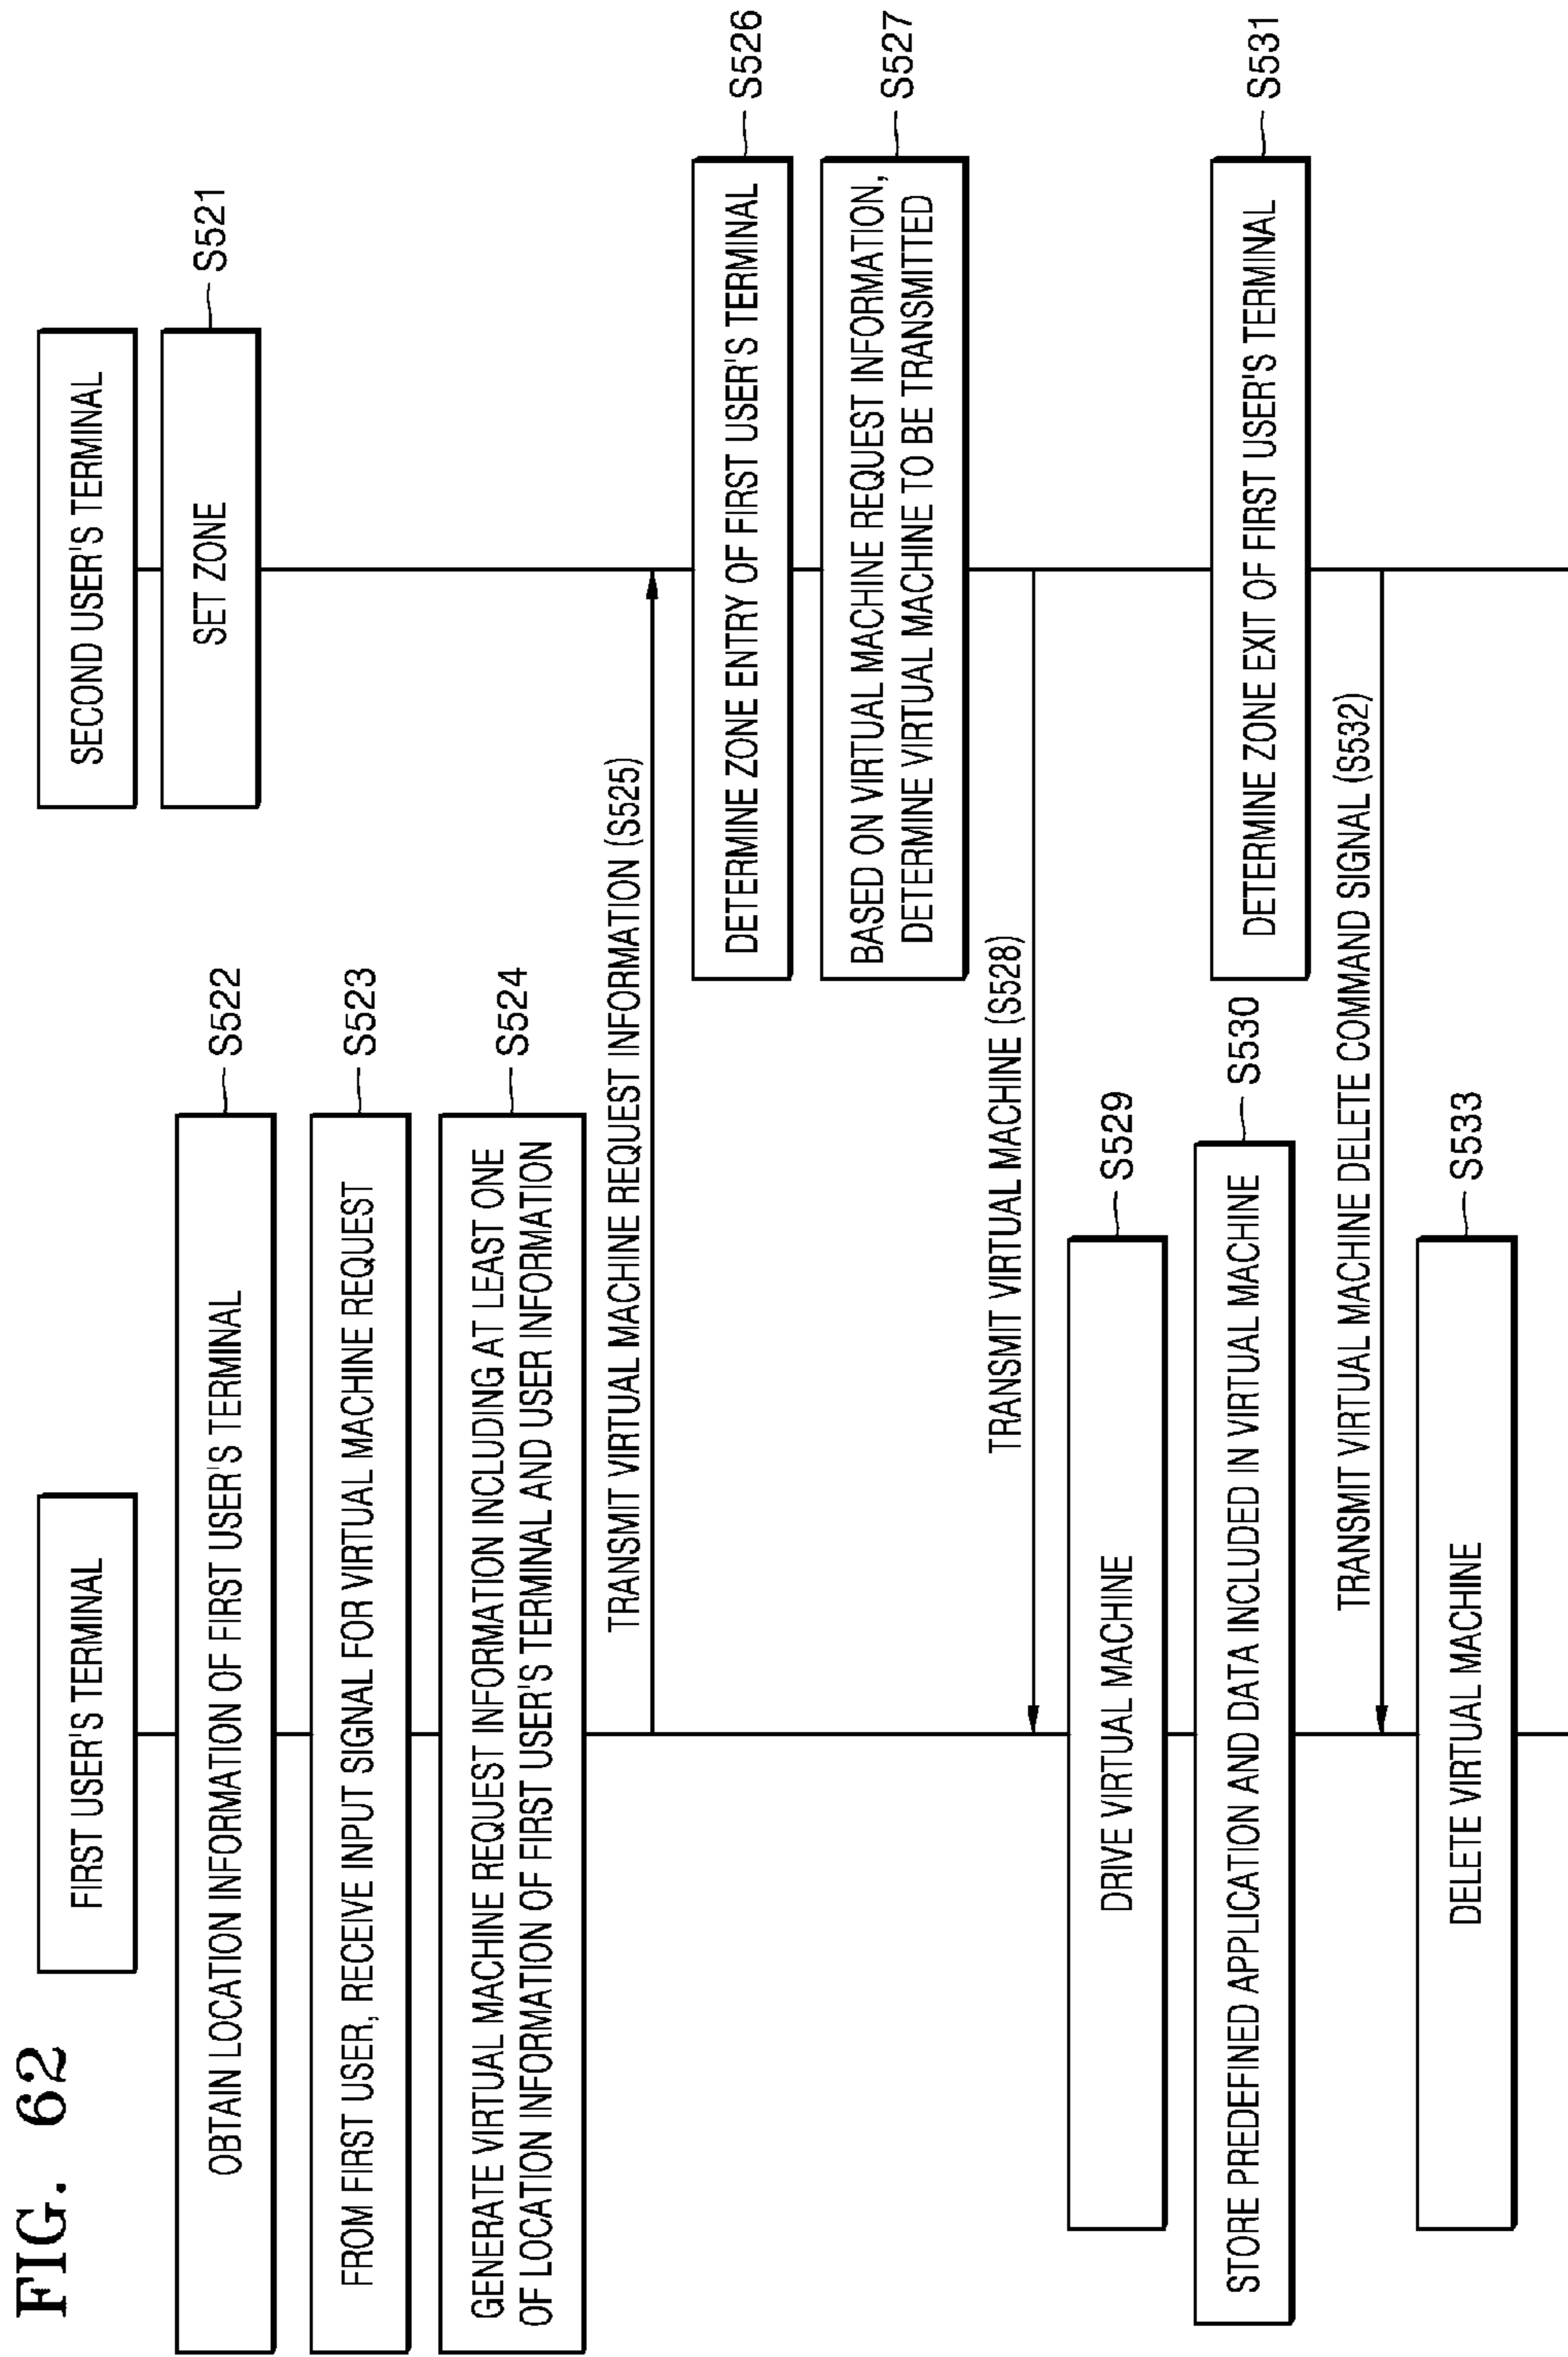 FIG. 62
FIRST USER'S TERMINAL
SECOND USER'S TERMINAL
SET ZONE
S521
OBTAIN LOCATION INFORMATION OF FIRST USER'S TERMINAL
S522
FROM FIRST USER, RECEIVE INPUT SIGNAL FOR VIRTUAL MACHINE REQUEST
S523
GENERATE VIRTUAL MACHINE REQUEST INFORMATION INCLUDING AT LEAST ONE
OF LOCATION INFORMATION OF FIRST USER'S TERMINAL AND USER INFORMATION
S524
TRANSMIT VIRTUAL MACHINE REQUEST INFORMATION (S525)
DETERMINE ZONE ENTRY OF FIRST USER'S TERMINAL
S526
BASED ON VIRTUAL MACHINE REQUEST INFORMATION,
DETERMINE VIRTUAL MACHINE TO BE TRANSMITTED
S527
TRANSMIT VIRTUAL MACHINE (S528)
DRIVE VIRTUAL MACHINE
S529
STORE PREDEFINED APPLICATION AND DATA INCLUDED IN VIRTUAL MACHINE
S530
DETERMINE ZONE EXIT OF FIRST USER'S TERMINAL
S531
TRANSMIT VIRTUAL MACHINE DELETE COMMAND SIGNAL (S532)
DELETE VIRTUAL MACHINE
S533